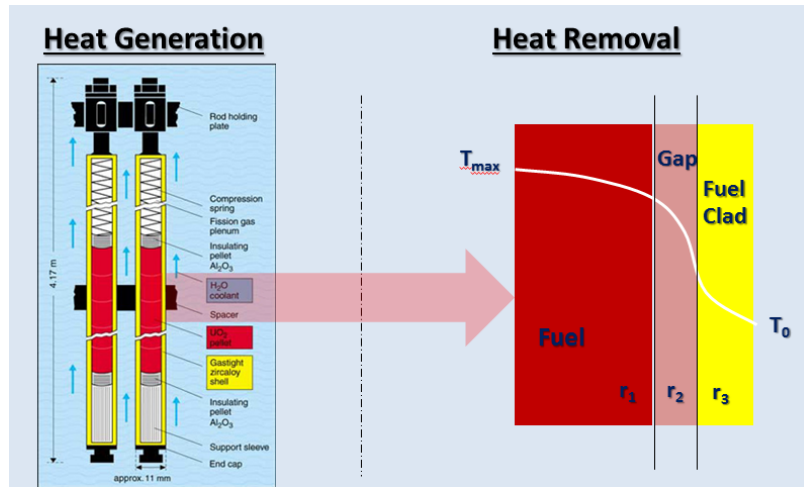 Heat Generation
Heat Removal
Rod holding
plate
Compression
spring
Fission gas
plenum
Insulating
pellet
Al₂O₃
H₂O
coolant
Spacer
UO₂
pellet
Gastight
zircaloy
shell
Insulating
pellet
Al₂O₃
Support sleeve
End cap
4.17 m
approx. 11 mm
Tmax
Gap
Fuel
Clad
Fuel
T₀
r₁
r₂
r₃